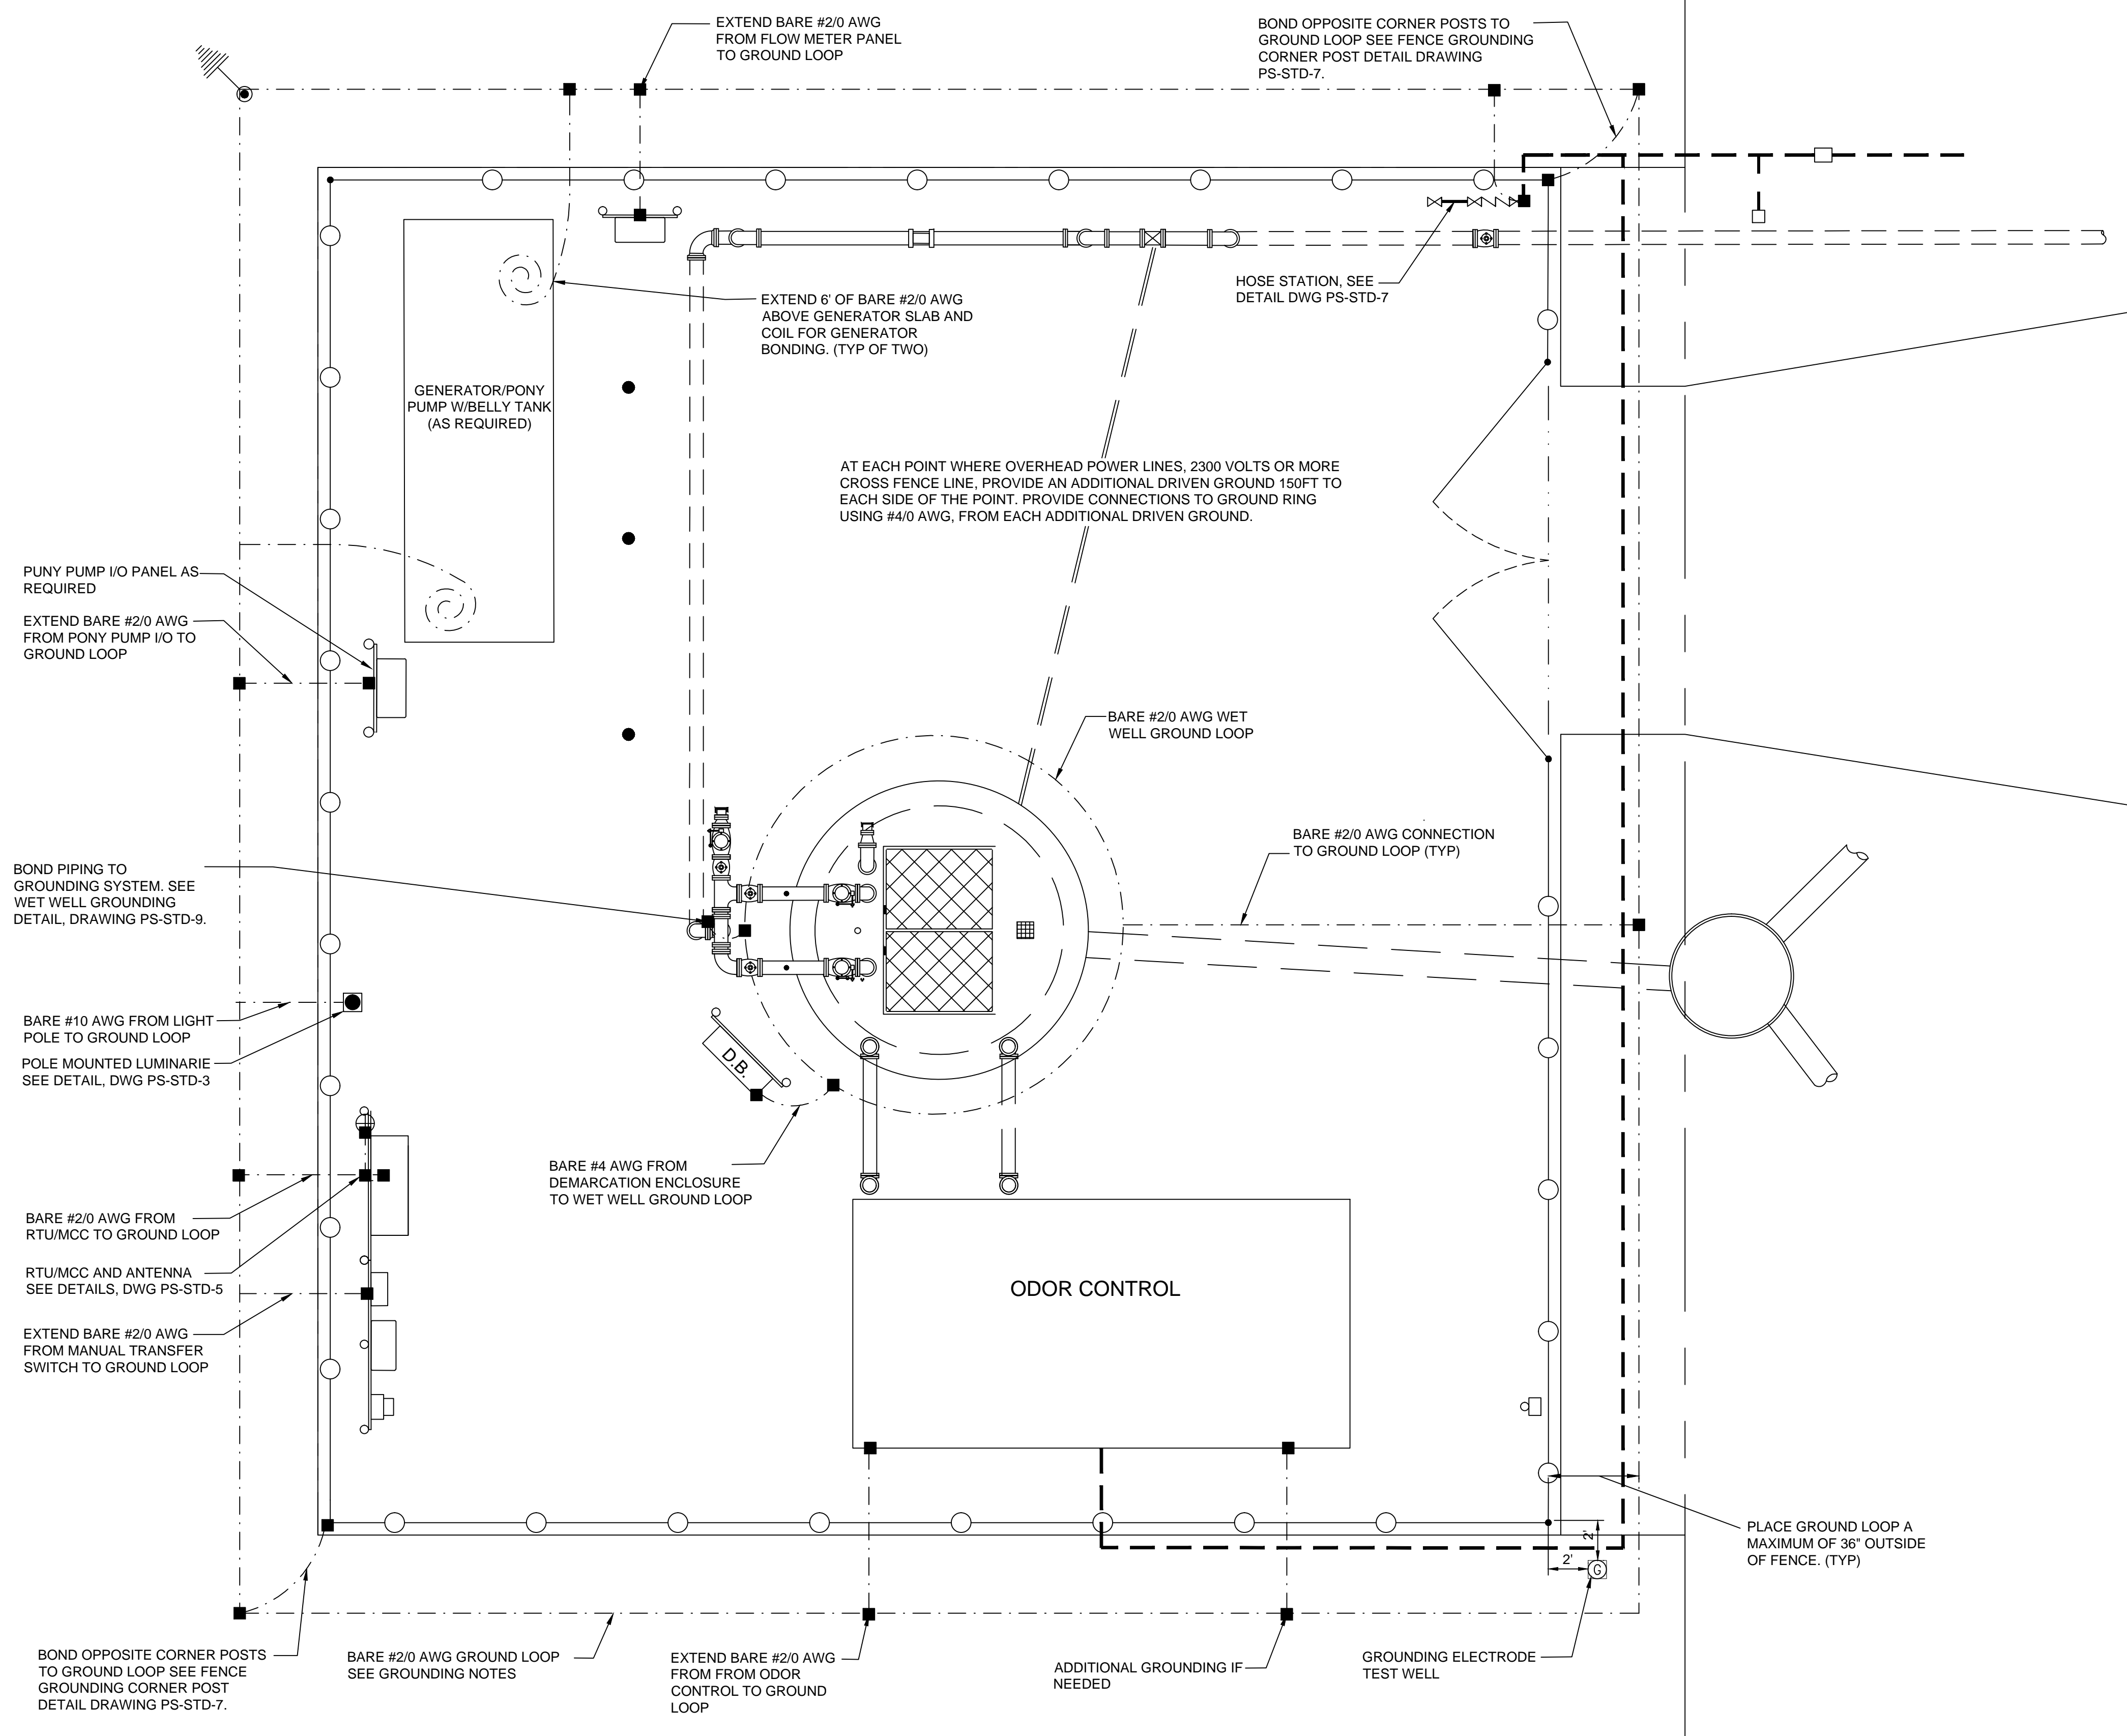 EXTEND BARE #2/0 AWG
FROM FLOW METER PANEL
TO GROUND LOOP
BOND OPPOSITE CORNER POSTS TO
GROUND LOOP SEE FENCE GROUNDING
CORNER POST DETAIL DRAWING
PS-STD-7.
HOSE STATION, SEE
DETAIL DWG PS-STD-7
EXTEND 6' OF BARE #2/0 AWG
ABOVE GENERATOR SLAB AND
COIL FOR GENERATOR
BONDING. (TYP OF TWO)
GENERATOR/PONY
PUMP W/BELLY TANK
(AS REQUIRED)
AT EACH POINT WHERE OVERHEAD POWER LINES, 2300 VOLTS OR MORE
CROSS FENCE LINE, PROVIDE AN ADDITIONAL DRIVEN GROUND 150FT TO
EACH SIDE OF THE POINT. PROVIDE CONNECTIONS TO GROUND RING
USING #4/0 AWG, FROM EACH ADDITIONAL DRIVEN GROUND.
PUNY PUMP I/O PANEL AS
REQUIRED
EXTEND BARE #2/0 AWG
FROM PONY PUMP I/O TO
GROUND LOOP
BARE #2/0 AWG WET
WELL GROUND LOOP
BARE #2/0 AWG CONNECTION
TO GROUND LOOP (TYP)
BOND PIPING TO
GROUNDING SYSTEM. SEE
WET WELL GROUNDING
DETAIL, DRAWING PS-STD-9.
BARE #10 AWG FROM LIGHT
POLE TO GROUND LOOP
POLE MOUNTED LUMINARIE
SEE DETAIL, DWG PS-STD-3
D.B.
BARE #4 AWG FROM
DEMARCATION ENCLOSURE
TO WET WELL GROUND LOOP
BARE #2/0 AWG FROM
RTU/MCC TO GROUND LOOP
RTU/MCC AND ANTENNA
SEE DETAILS, DWG PS-STD-5
EXTEND BARE #2/0 AWG
FROM MANUAL TRANSFER
SWITCH TO GROUND LOOP
ODOR CONTROL
PLACE GROUND LOOP A
MAXIMUM OF 36" OUTSIDE
OF FENCE. (TYP)
2'
2'
G
BOND OPPOSITE CORNER POSTS
TO GROUND LOOP SEE FENCE
GROUNDING CORNER POST
DETAIL DRAWING PS-STD-7.
BARE #2/0 AWG GROUND LOOP
SEE GROUNDING NOTES
EXTEND BARE #2/0 AWG
FROM FROM ODOR
CONTROL TO GROUND
LOOP
ADDITIONAL GROUNDING IF
NEEDED
GROUNDING ELECTRODE
TEST WELL